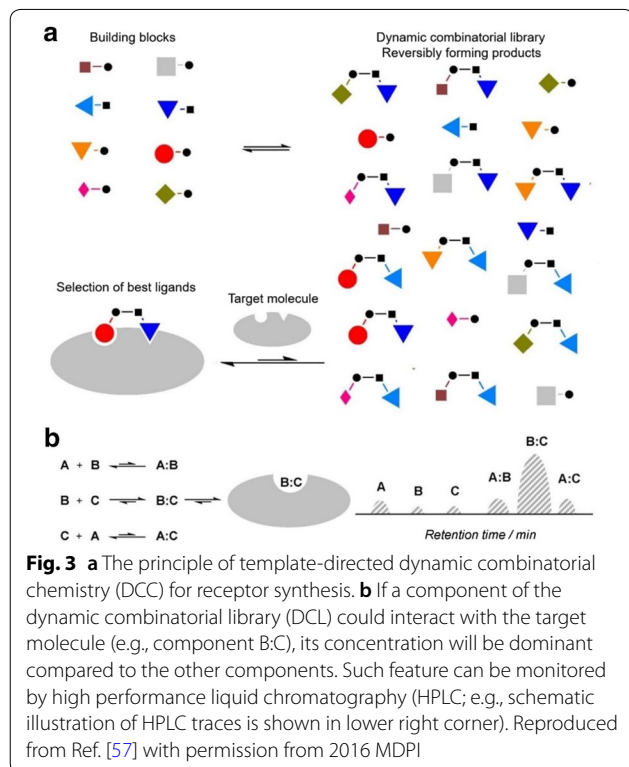 a
Building blocks
Dynamic combinatorial library
Reversibly forming products
Selection of best ligands
Target molecule
b
A + B A:B
B + C B:C
C + A A:C
B:C
A B C A:B B:C A:C
Retention time / min
Fig. 3 a The principle of template-directed dynamic combinatorial
chemistry (DCC) for receptor synthesis. b If a component of the
dynamic combinatorial library (DCL) could interact with the target
molecule (e.g., component B:C), its concentration will be dominant
compared to the other components. Such feature can be monitored
by high performance liquid chromatography (HPLC; e.g., schematic
illustration of HPLC traces is shown in lower right corner). Reproduced
from Ref. [57] with permission from 2016 MDPI